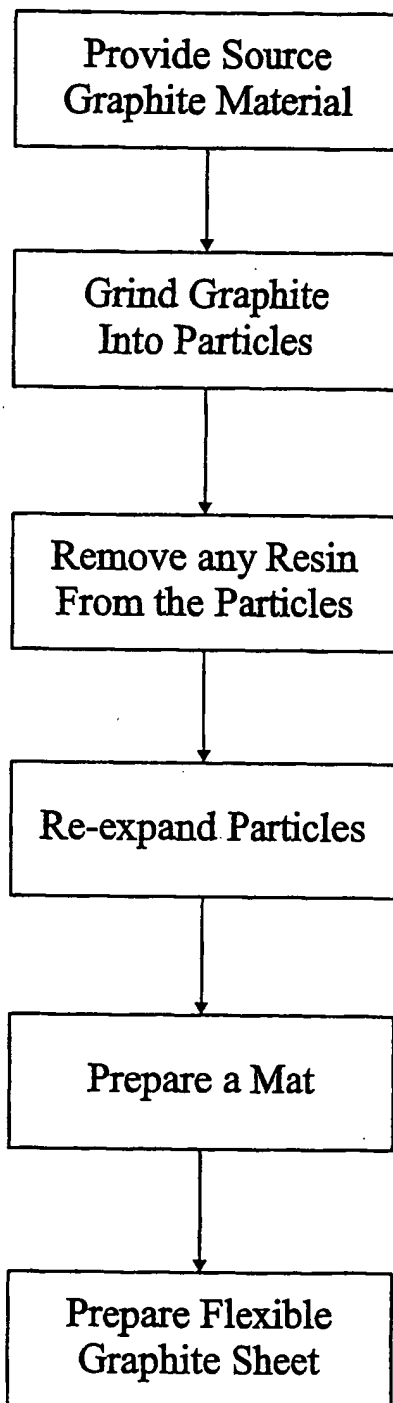 Provide Source
Graphite Material
Grind Graphite
Into Particles
Remove any Resin
From the Particles
Re-expand Particles
Prepare a Mat
Prepare Flexible
Graphite Sheet